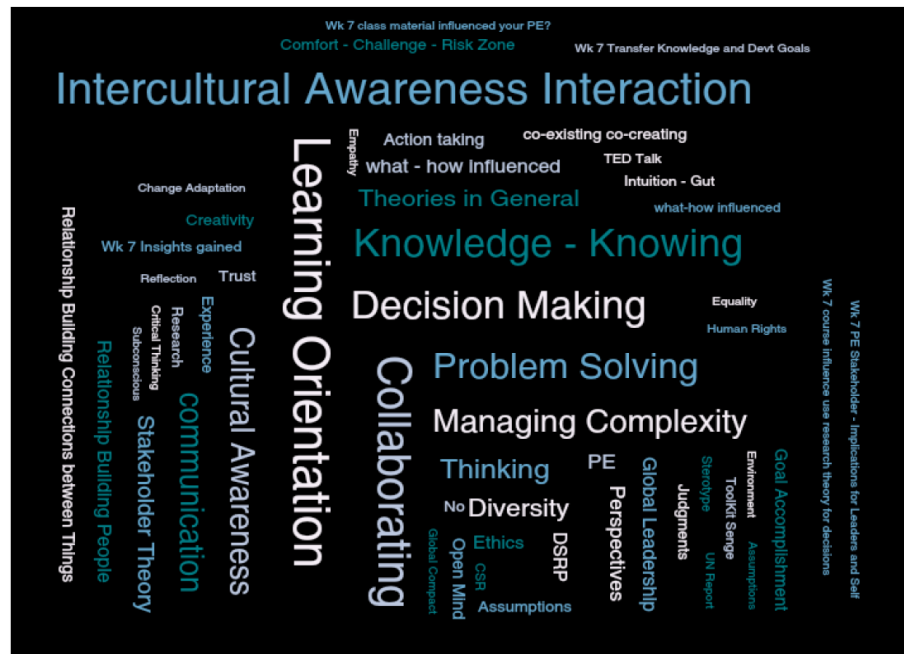 Wk 7 class material influenced your PE?
Comfort - Challenge - Risk Zone
Wk 7 Transfer Knowledge and Devt Goals
Intercultural Awareness Interaction
Learning Orientation
Empathy
Action taking
co-existing co-creating
what - how influenced
TED Talk
Intuition - Gut
Change Adaptation
Theories in General
what-how influenced
Creativity
Relationship Building Connections between Things
Wk 7 Insights gained
Knowledge - Knowing
Reflection
Trust
Decision Making
Equality
Human Rights
Wk 7 course influence use research theory for decisions
Wk 7 PE Stakeholder - Implications for Leaders and Self
Relationship Building People
Subconscious
Critical Thinking
Research
Experience
Cultural Awareness
Collaborating
Problem Solving
Stakeholder Theory
communication
Managing Complexity
Thinking
PE
Global Leadership
Perspectives
Judgments
Sterotype
ToolKit Senge
Environment
Goal Accomplishment
No
Diversity
Global Compact
Open Mind
Ethics
CSR
DSRP
UN Report
Assumptions
Assumptions